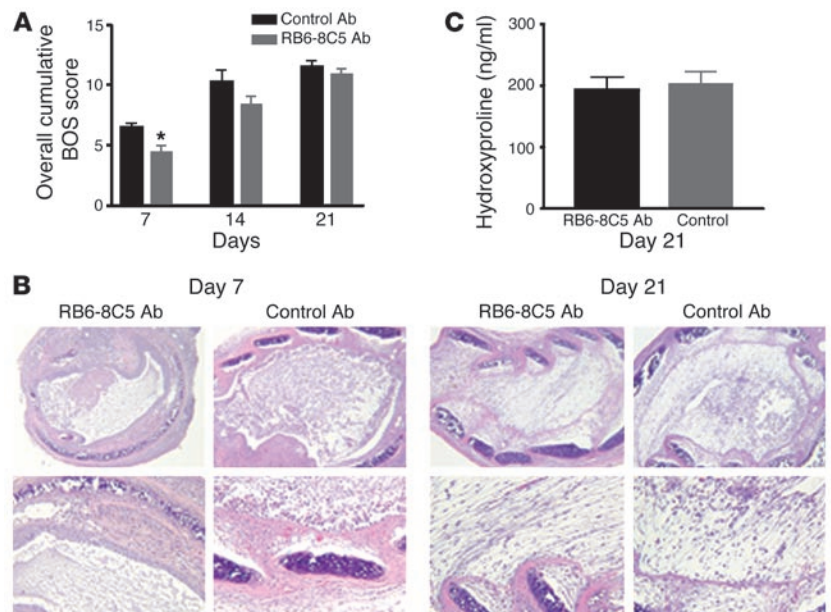 A
Overall cumulative
BOS score
15
10
5
0
Control Ab
RB6-8C5 Ab
*
7 14 21
Days
C
Hydroxyproline (ng/ml)
300
200
100
0
RB6-8C5 Ab Control
Day 21
B
Day 7 Day 21
RB6-8C5 Ab Control Ab RB6-8C5 Ab Control Ab